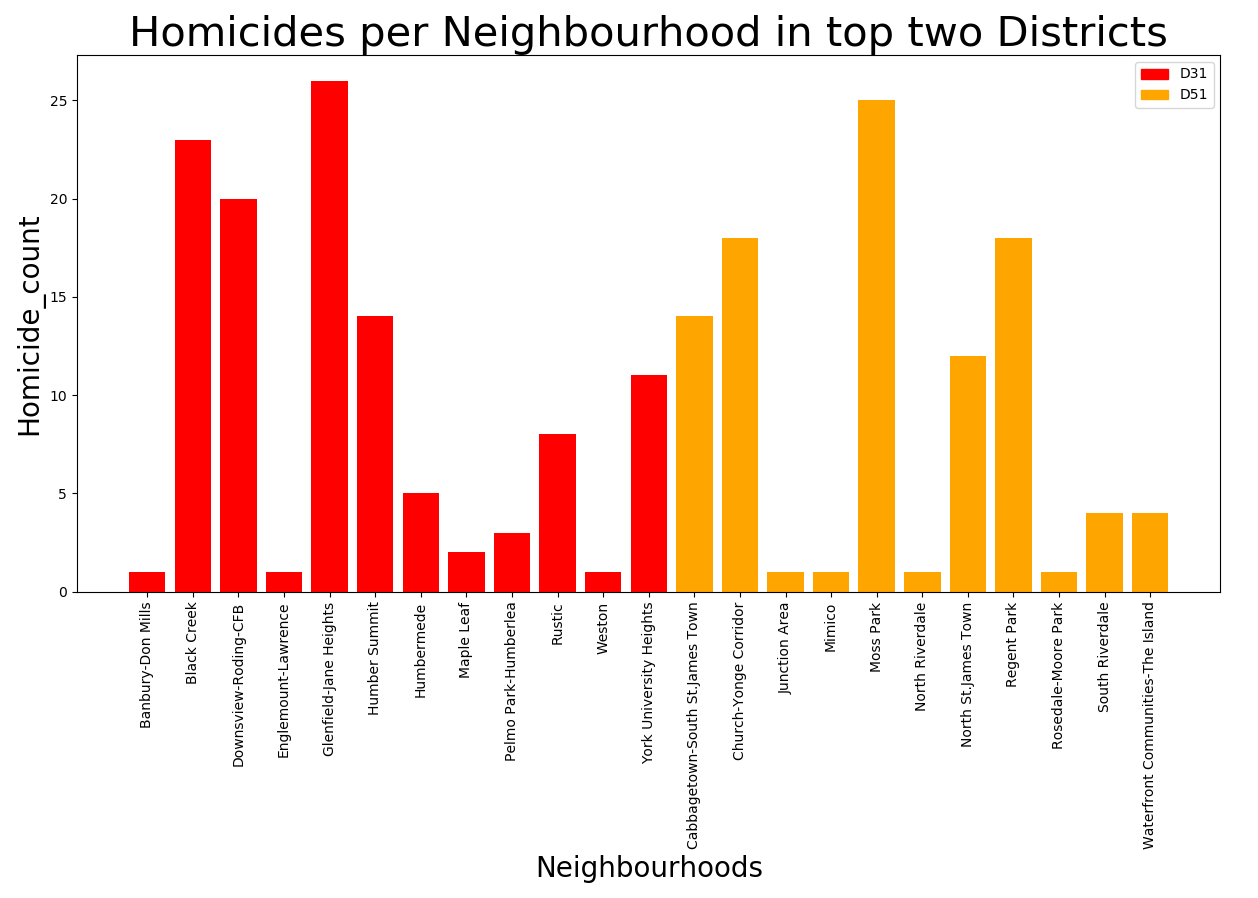 Homicides per Neighbourhood in top two Districts
D31
D51
Homicide_count
25
20
15
10
5
0
Banbury-Don Mills
Black Creek
Downsview-Roding-CFB
Englemount-Lawrence
Glenfield-Jane Heights
Humber Summit
Humbermede
Maple Leaf
Pelmo Park-Humberlea
Rustic
Weston
York University Heights
Cabbagetown-South St.James Town
Church-Yonge Corridor
Junction Area
Mimico
Moss Park
North Riverdale
North St.James Town
Regent Park
Rosedale-Moore Park
South Riverdale
Waterfront Communities-The Island
Neighbourhoods